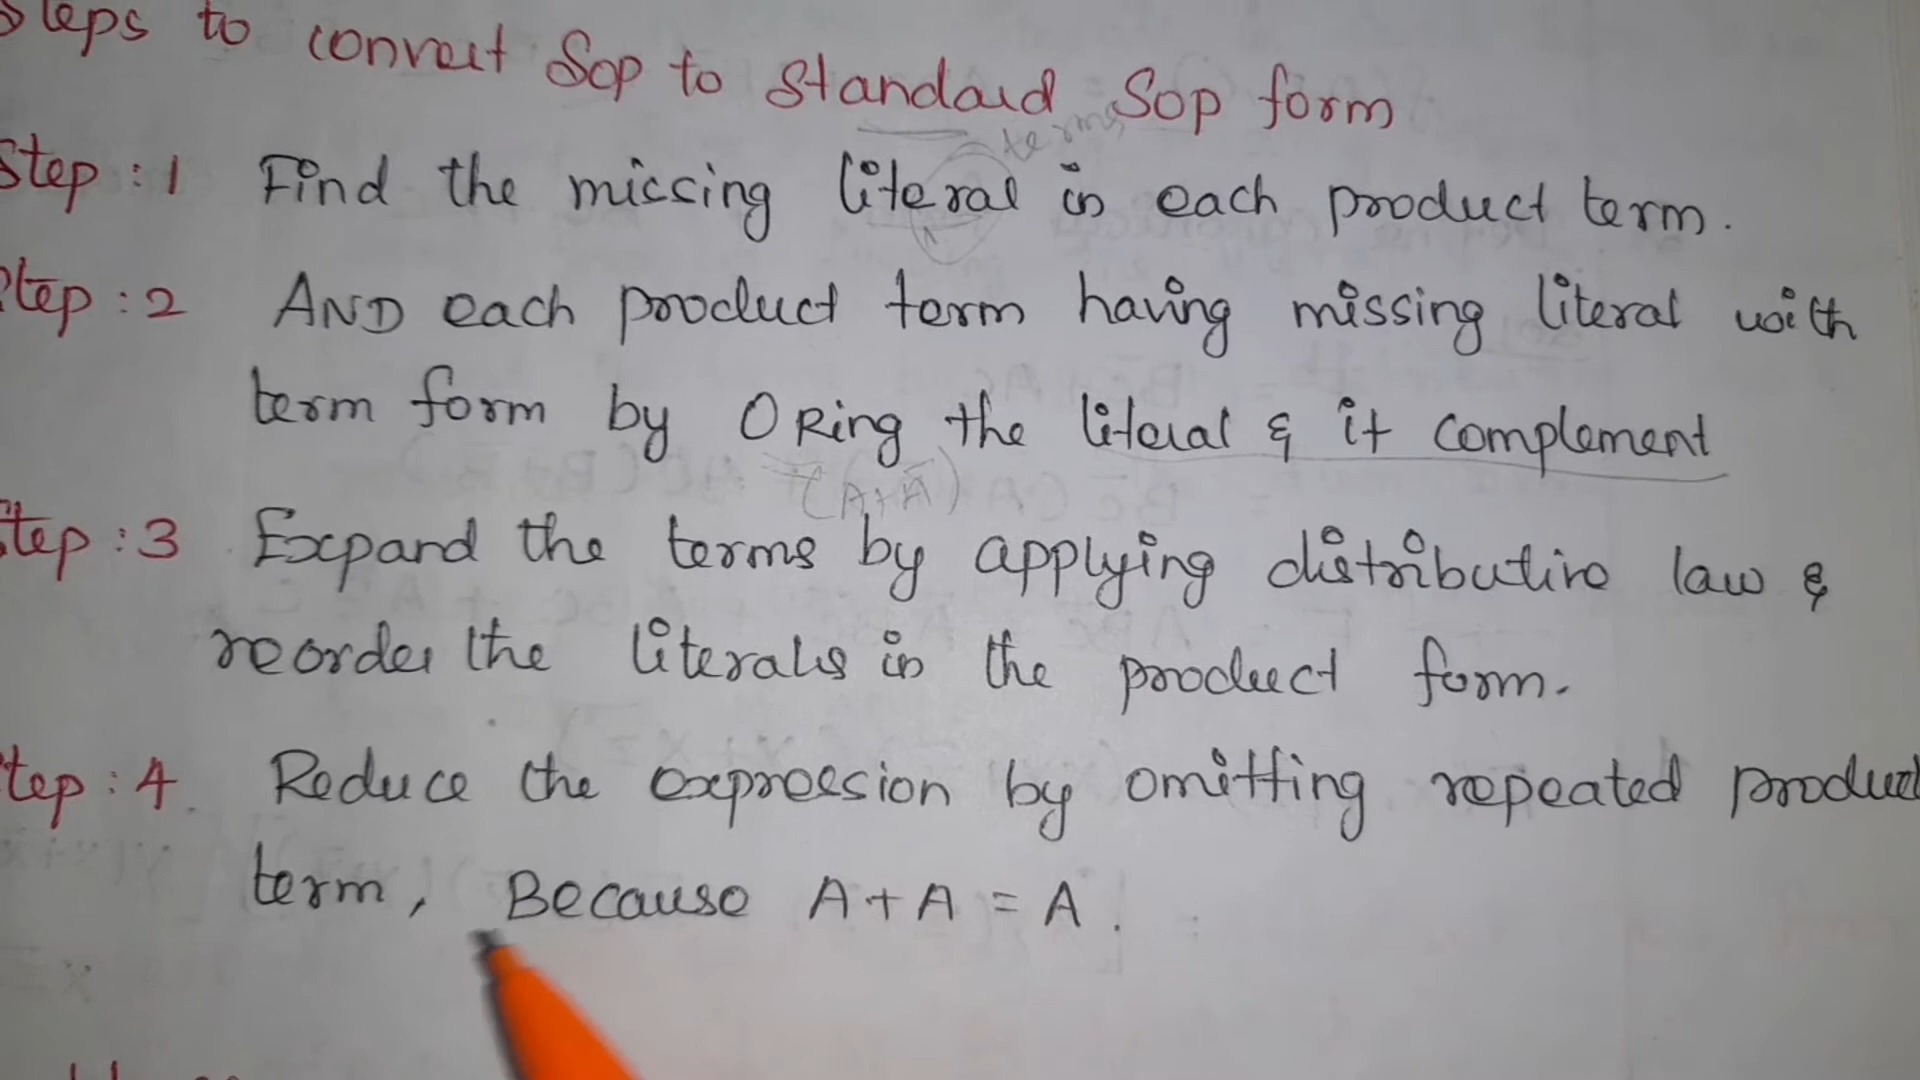 Steps to convert Sop to Standard Sop form
terms
Step : 1 Find the missing literal in each product term.
Step : 2 AND each product term having missing literal with
term form by ORing the literal & it complement
(A+Ā)
Step : 3 Expand the terms by applying distributive law &
reorder the literals in the product form.
Step : 4 Reduce the expression by omitting repeated product
term, Because A+A = A.